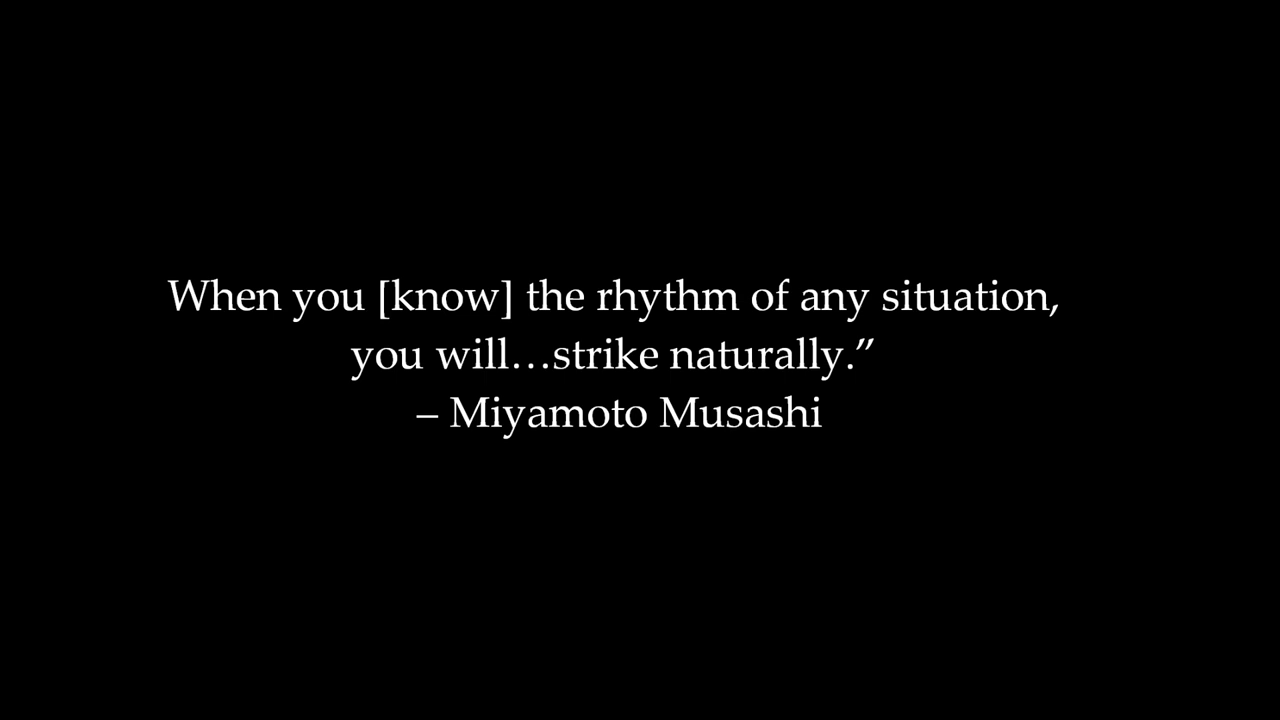 When you [know] the rhythm of any situation,
you will…strike naturally.”
– Miyamoto Musashi